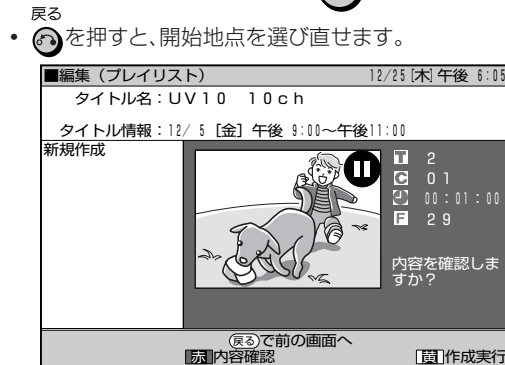 戻る
• を押すと、開始地点を選び直せます。
■編集（プレイリスト） 12/25[木]午後 6:05
タイトル名：UV10 10ch
タイトル情報：12/ 5 [金] 午後 9:00～午後11:00
新規作成
T 2
C 01
00：01：00
F 29
内容を確認しま
すか？
戻るで前の画面へ
赤 内容確認 黄 作成実行